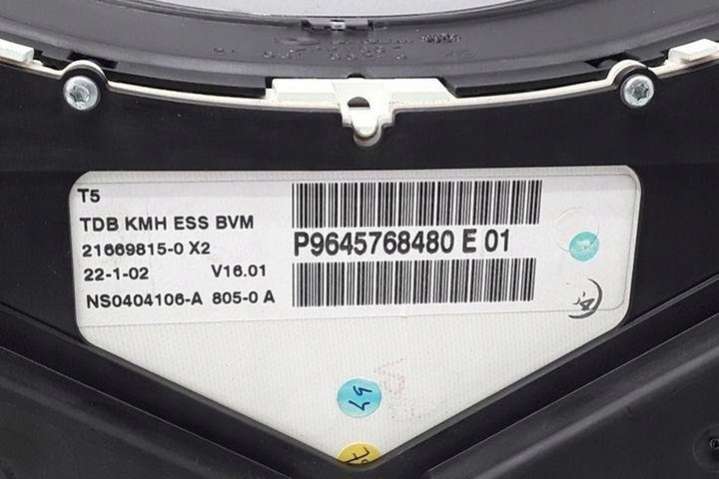 T5
TDB KMH ESS BVM
21669815-0 X2
22-1-02 V16.01
NS0404106-A 805-0 A
P9645768480 E 01